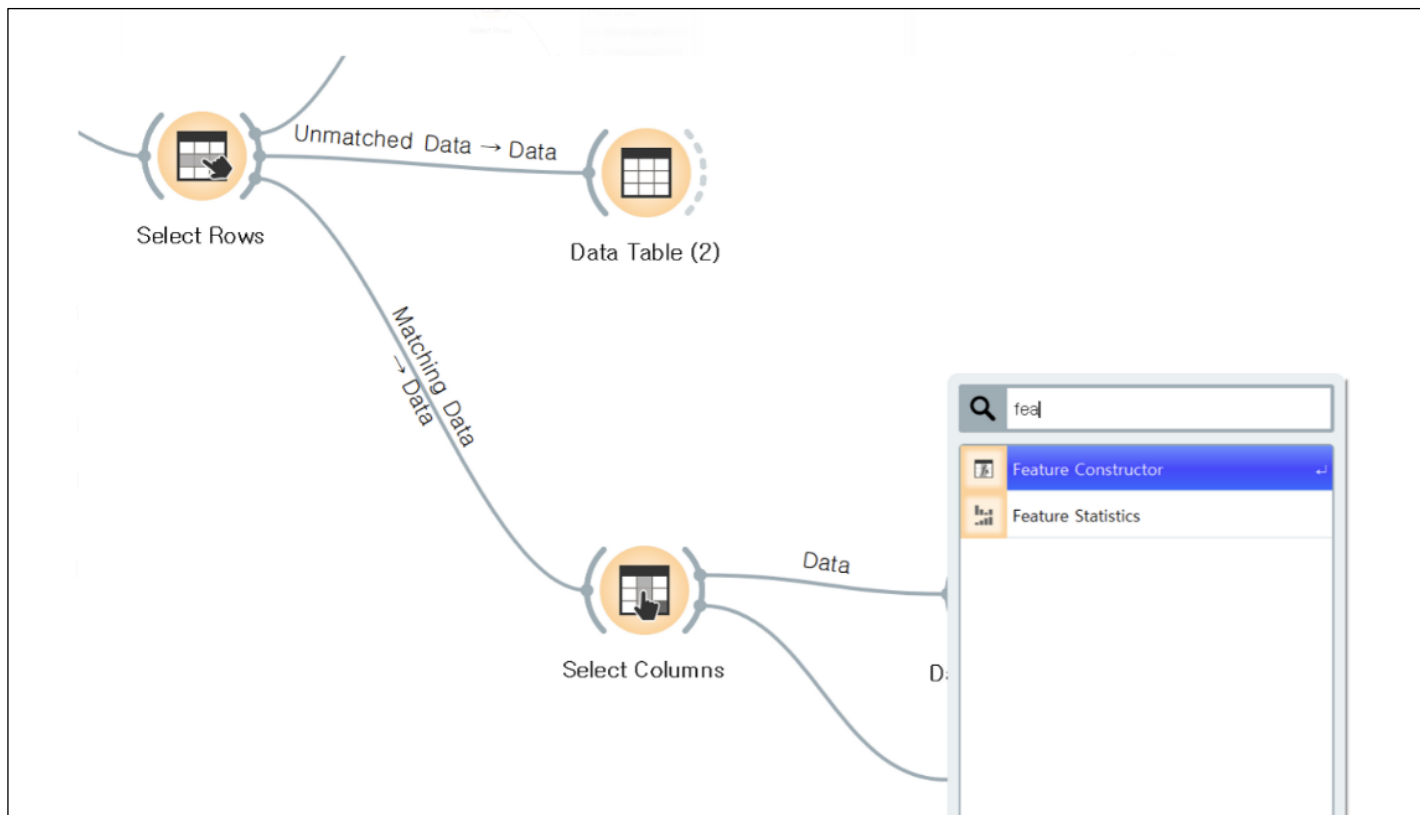 Unmatched Data → Data
Select Rows
Data Table (2)
Matching Data
→ Data
fea
Feature Constructor
Feature Statistics
Data
Select Columns